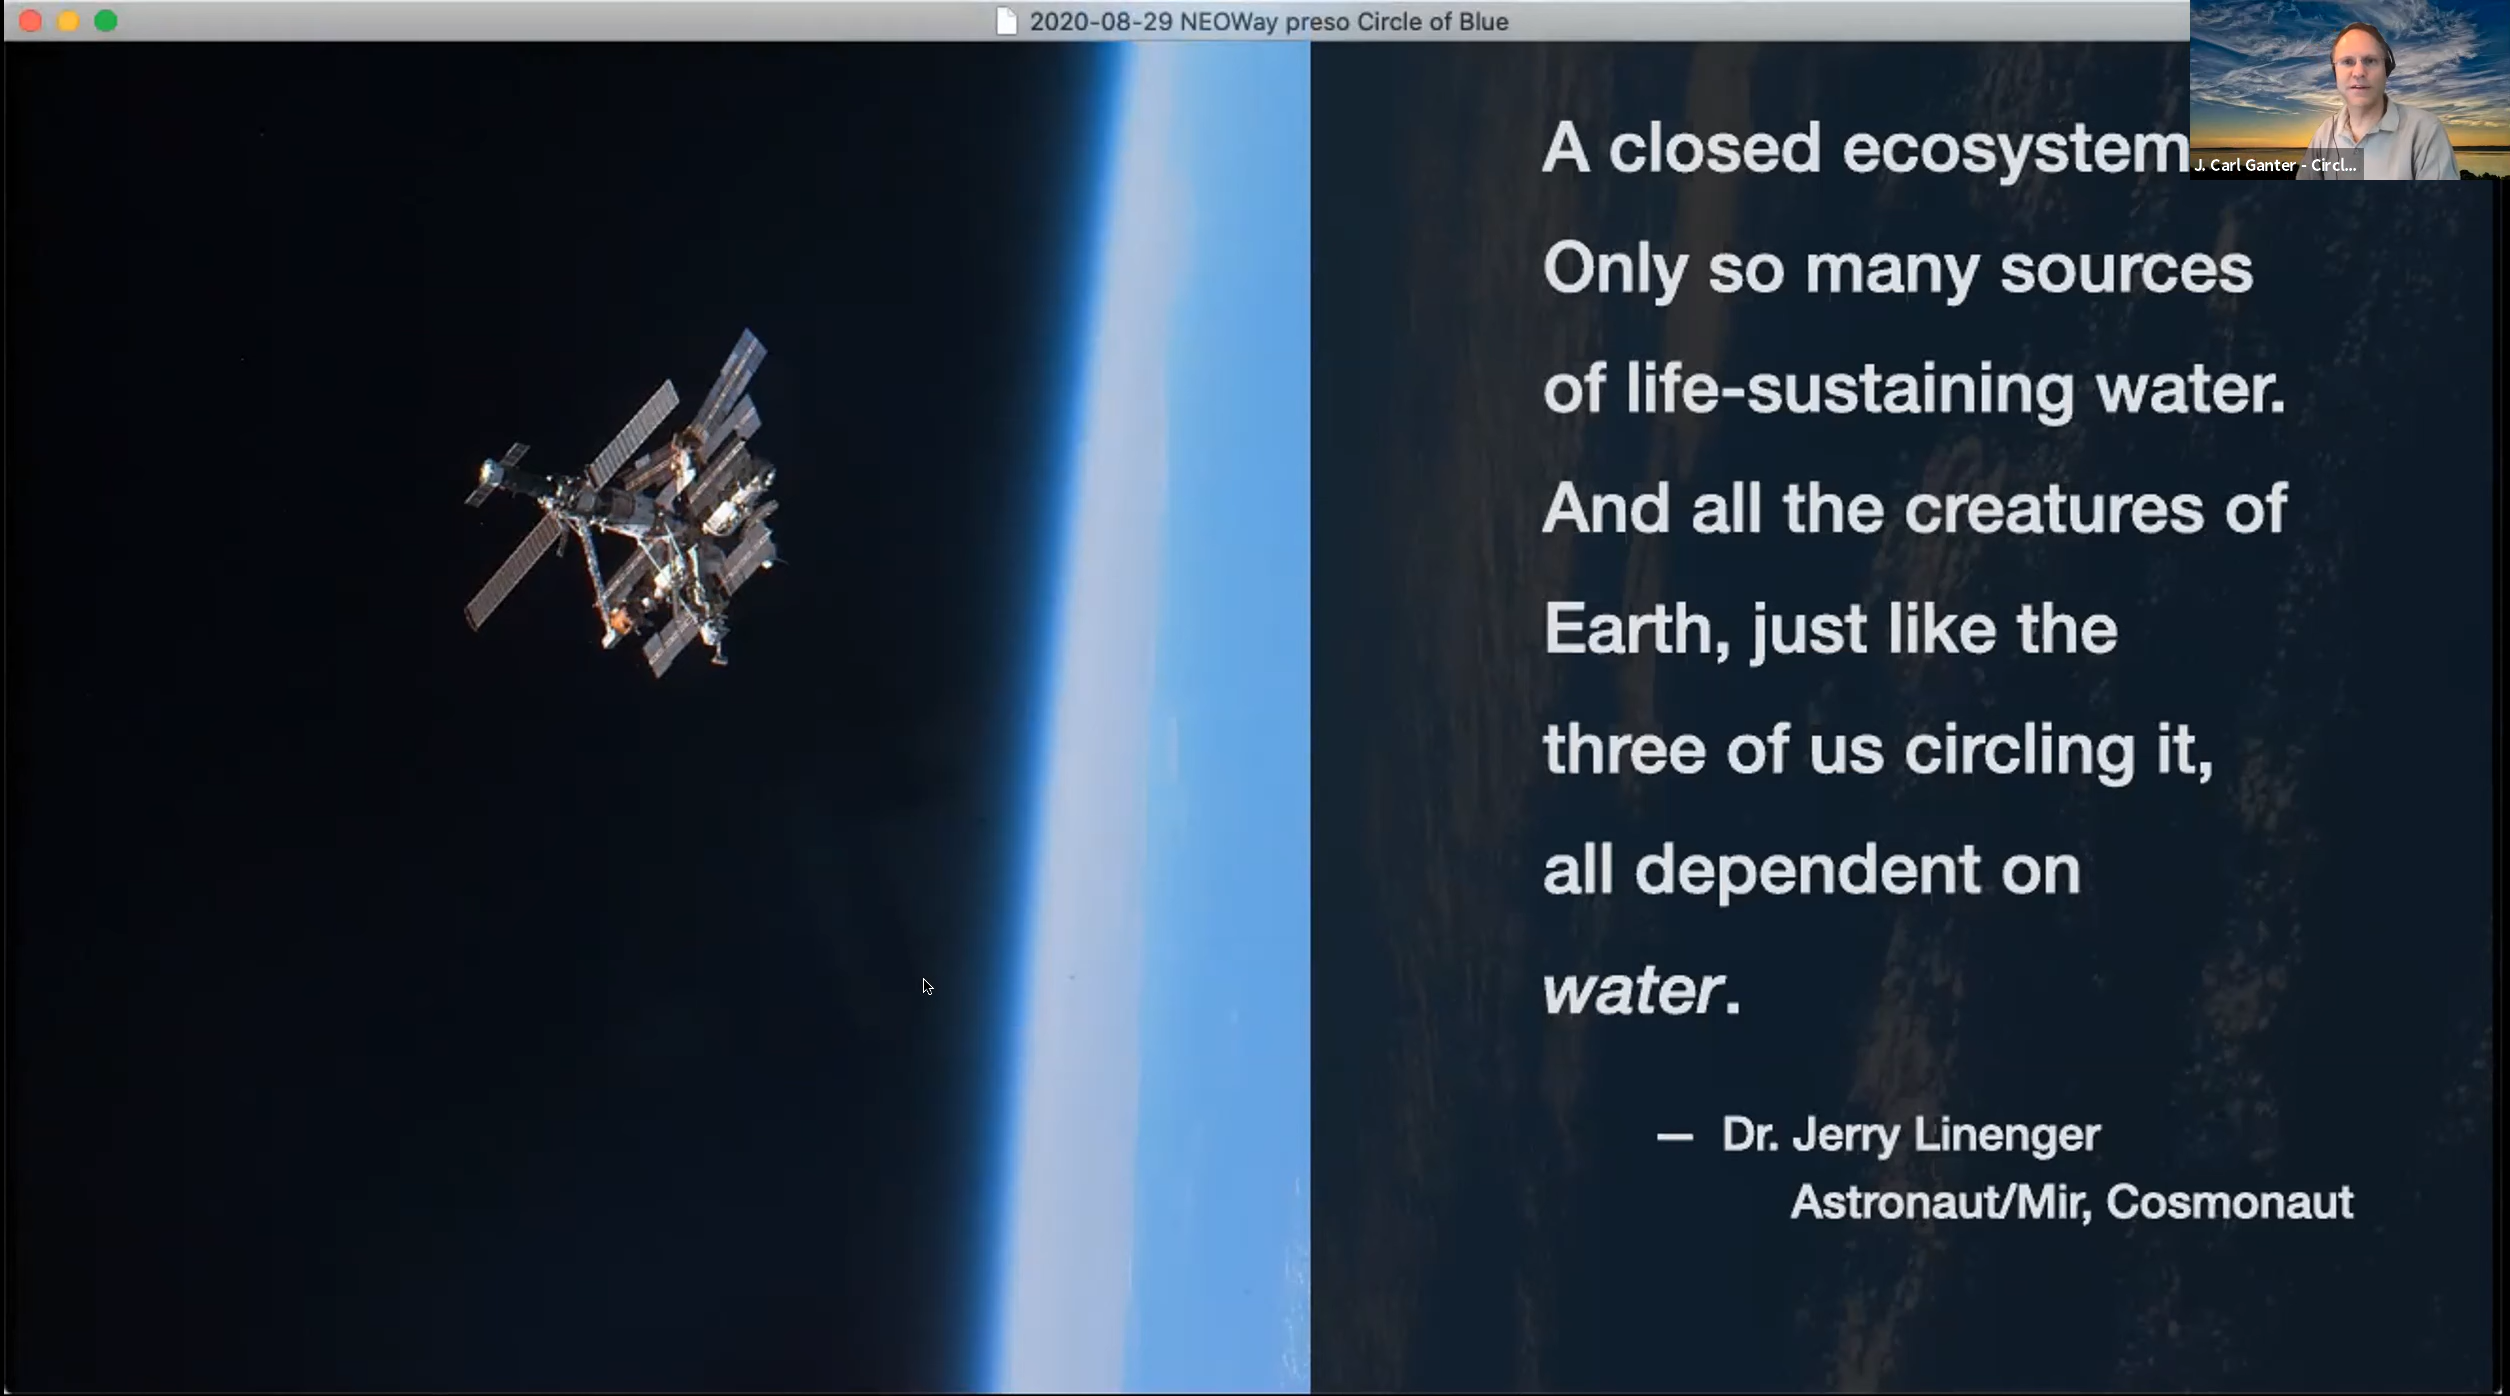 2020-08-29 NEOWay preso Circle of Blue
A closed ecosystem
J. Carl Ganter - Circl...
Only so many sources
of life-sustaining water.
And all the creatures of
Earth, just like the
three of us circling it,
all dependent on
water.
— Dr. Jerry Linenger
Astronaut/Mir, Cosmonaut